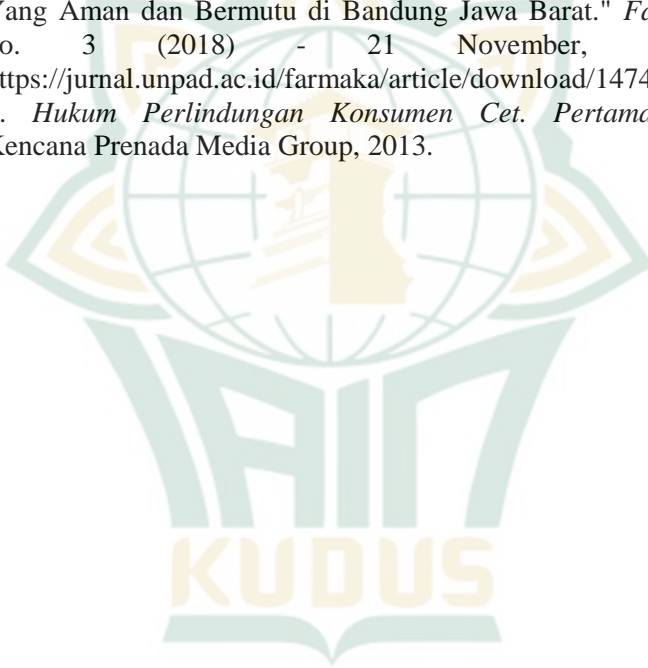 Yang Aman dan Bermutu di Bandung Jawa Barat." Fa
o. 3 (2018) - 21 November,
ttps://jurnal.unpad.ac.id/farmaka/article/download/1474
. Hukum Perlindungan Konsumen Cet. Pertama
Kencana Prenada Media Group, 2013.
IAIN
KUDUS